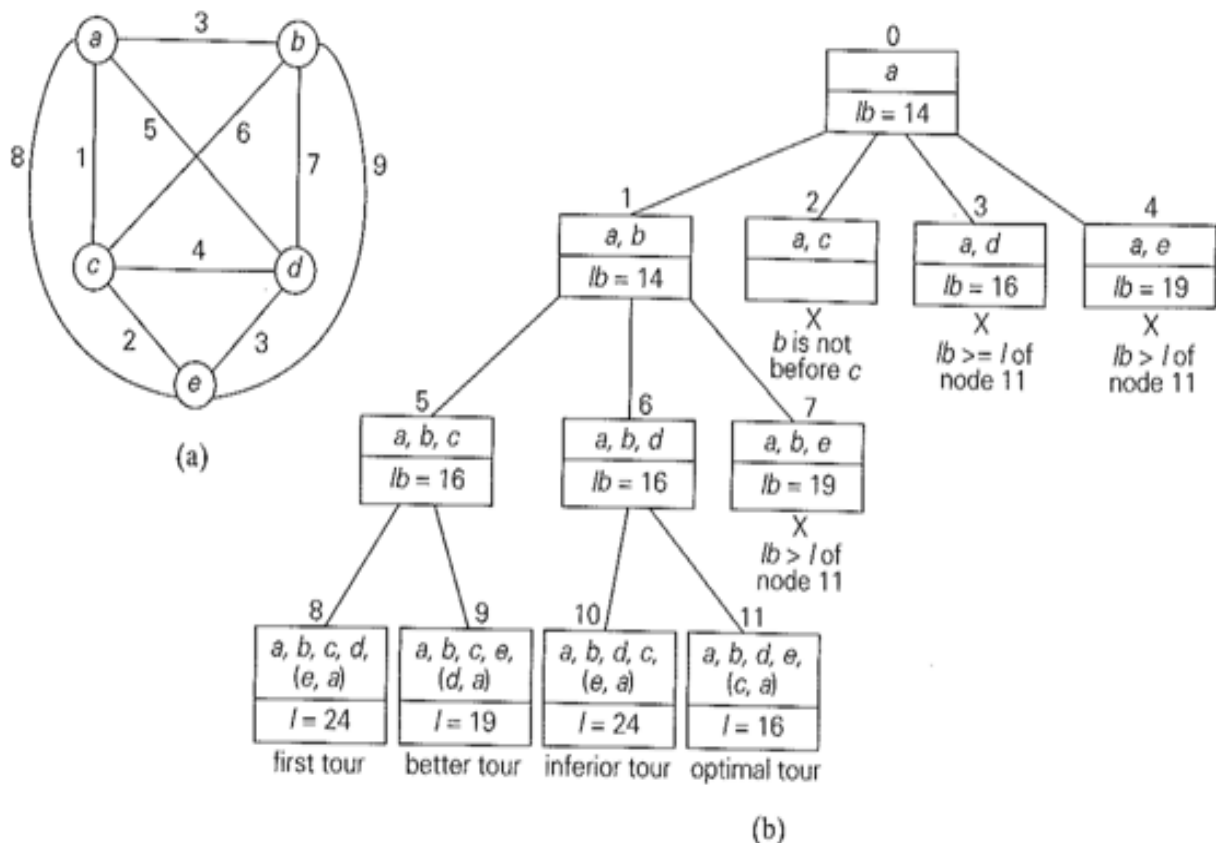 a
3
b
8
5
6
9
1
7
c
4
d
2
3
e
(a)
0
a
lb = 14
1
a, b
lb = 14
2
a, c
X
b is not
before c
3
a, d
lb = 16
X
lb >= l of
node 11
4
a, e
lb = 19
X
lb > l of
node 11
5
a, b, c
lb = 16
6
a, b, d
lb = 16
7
a, b, e
lb = 19
X
lb > l of
node 11
8
a, b, c, d,
(e, a)
l = 24
first tour
9
a, b, c, e,
(d, a)
l = 19
better tour
10
a, b, d, c,
(e, a)
l = 24
inferior tour
11
a, b, d, e,
(c, a)
l = 16
optimal tour
(b)